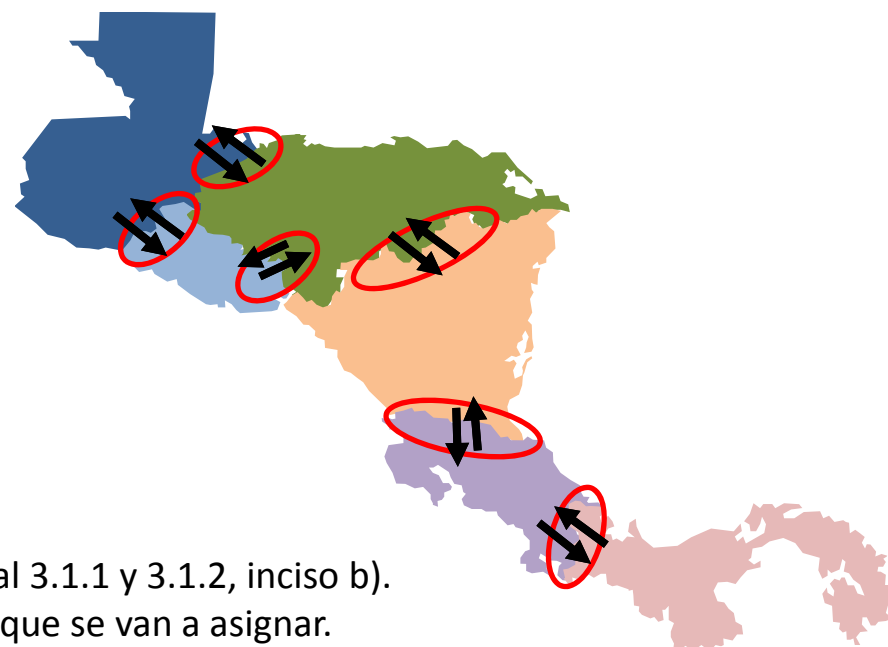 al 3.1.1 y 3.1.2, inciso b).
que se van a asignar.